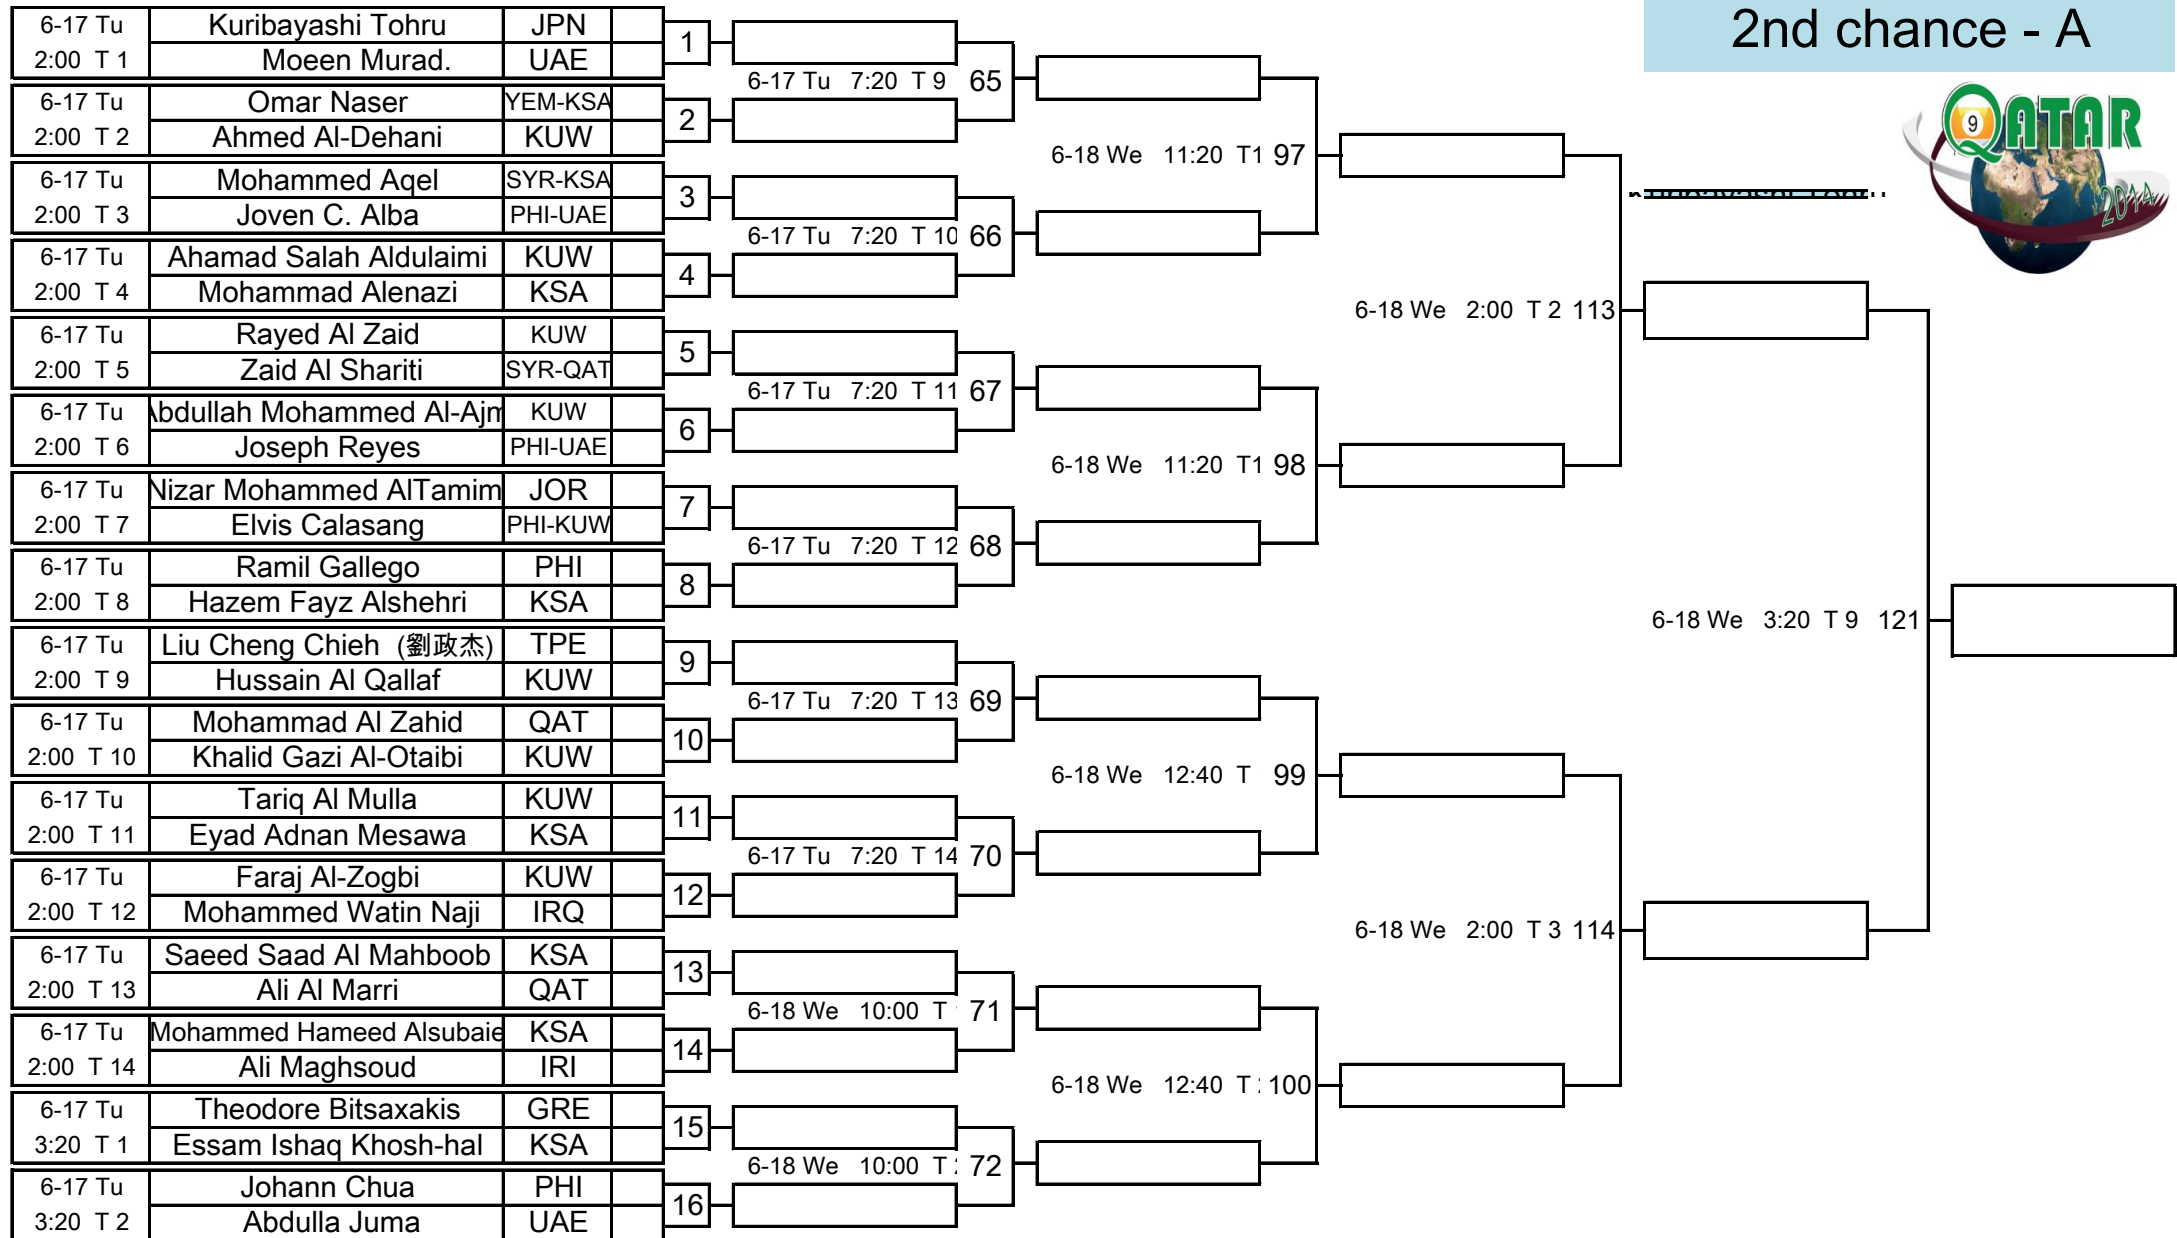 2nd chance - A
QATAR
9
2014
6-17 Tu Kuribayashi Tohru JPN
2:00 T 1 Moeen Murad. UAE
1
6-17 Tu Omar Naser YEM-KSA
2:00 T 2 Ahmed Al-Dehani KUW
2
6-17 Tu 7:20 T 9 65
6-17 Tu Mohammed Aqel SYR-KSA
2:00 T 3 Joven C. Alba PHI-UAE
3
6-17 Tu Ahamad Salah Aldulaimi KUW
2:00 T 4 Mohammad Alenazi KSA
4
6-17 Tu 7:20 T 10 66
6-18 We 11:20 T1 97
6-17 Tu Rayed Al Zaid KUW
2:00 T 5 Zaid Al Shariti SYR-QAT
5
6-17 Tu bdullah Mohammed Al-Ajm KUW
2:00 T 6 Joseph Reyes PHI-UAE
6
6-17 Tu 7:20 T 11 67
6-17 Tu Nizar Mohammed AlTamim JOR
2:00 T 7 Elvis Calasang PHI-KUW
7
6-17 Tu Ramil Gallego PHI
2:00 T 8 Hazem Fayz Alshehri KSA
8
6-17 Tu 7:20 T 12 68
6-18 We 11:20 T1 98
6-18 We 2:00 T 2 113
6-17 Tu Liu Cheng Chieh (劉政杰) TPE
2:00 T 9 Hussain Al Qallaf KUW
9
6-17 Tu Mohammad Al Zahid QAT
2:00 T 10 Khalid Gazi Al-Otaibi KUW
10
6-17 Tu 7:20 T 13 69
6-17 Tu Tariq Al Mulla KUW
2:00 T 11 Eyad Adnan Mesawa KSA
11
6-17 Tu Faraj Al-Zogbi KUW
2:00 T 12 Mohammed Watin Naji IRQ
12
6-17 Tu 7:20 T 14 70
6-18 We 12:40 T 99
6-17 Tu Saeed Saad Al Mahboob KSA
2:00 T 13 Ali Al Marri QAT
13
6-17 Tu Mohammed Hameed Alsubaie KSA
2:00 T 14 Ali Maghsoud IRI
14
6-18 We 10:00 T 71
6-17 Tu Theodore Bitsaxakis GRE
3:20 T 1 Essam Ishaq Khosh-hal KSA
15
6-17 Tu Johann Chua PHI
3:20 T 2 Abdulla Juma UAE
16
6-18 We 10:00 T 72
6-18 We 12:40 T 100
6-18 We 2:00 T 3 114
6-18 We 3:20 T 9 121